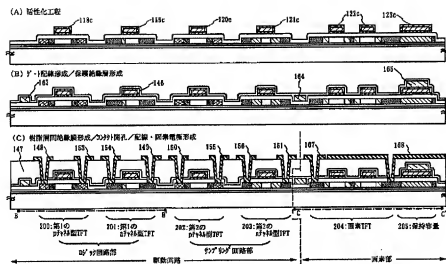 (A) 活性化工程
118c 119c 120c 121c 122c 123c
(B) ゲート配線形成/保護絶縁層形成
162 146 164 165
(C) 樹脂層間絶縁膜形成/コンタクト開孔/配線・画素電極形成
147 148 153 154 149 150 155 156 151 167 168
200:第1のpチャネル型TFT
201:第1のnチャネル型TFT
202:第2のpチャネル型TFT
203:第2のnチャネル型TFT
204:画素TFT
205:保持容量
ロジック回路部
サンプリング回路部
駆動回路
画素部